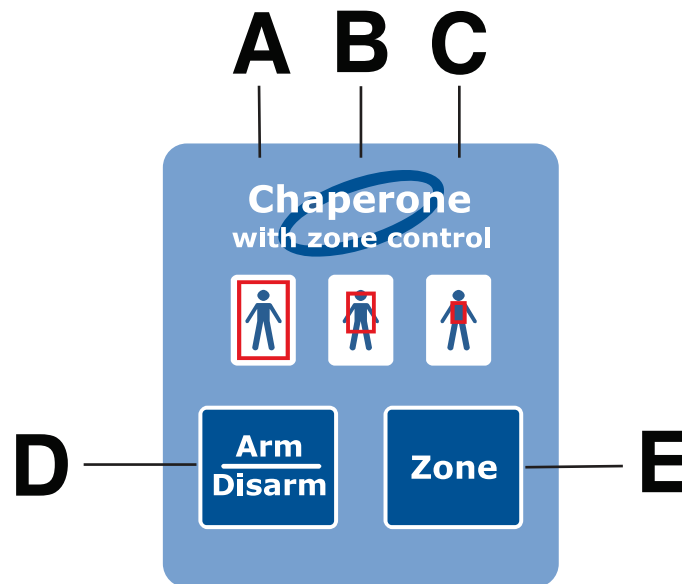 A B C
Chaperone
with zone control
D
Arm
Disarm
Zone
E